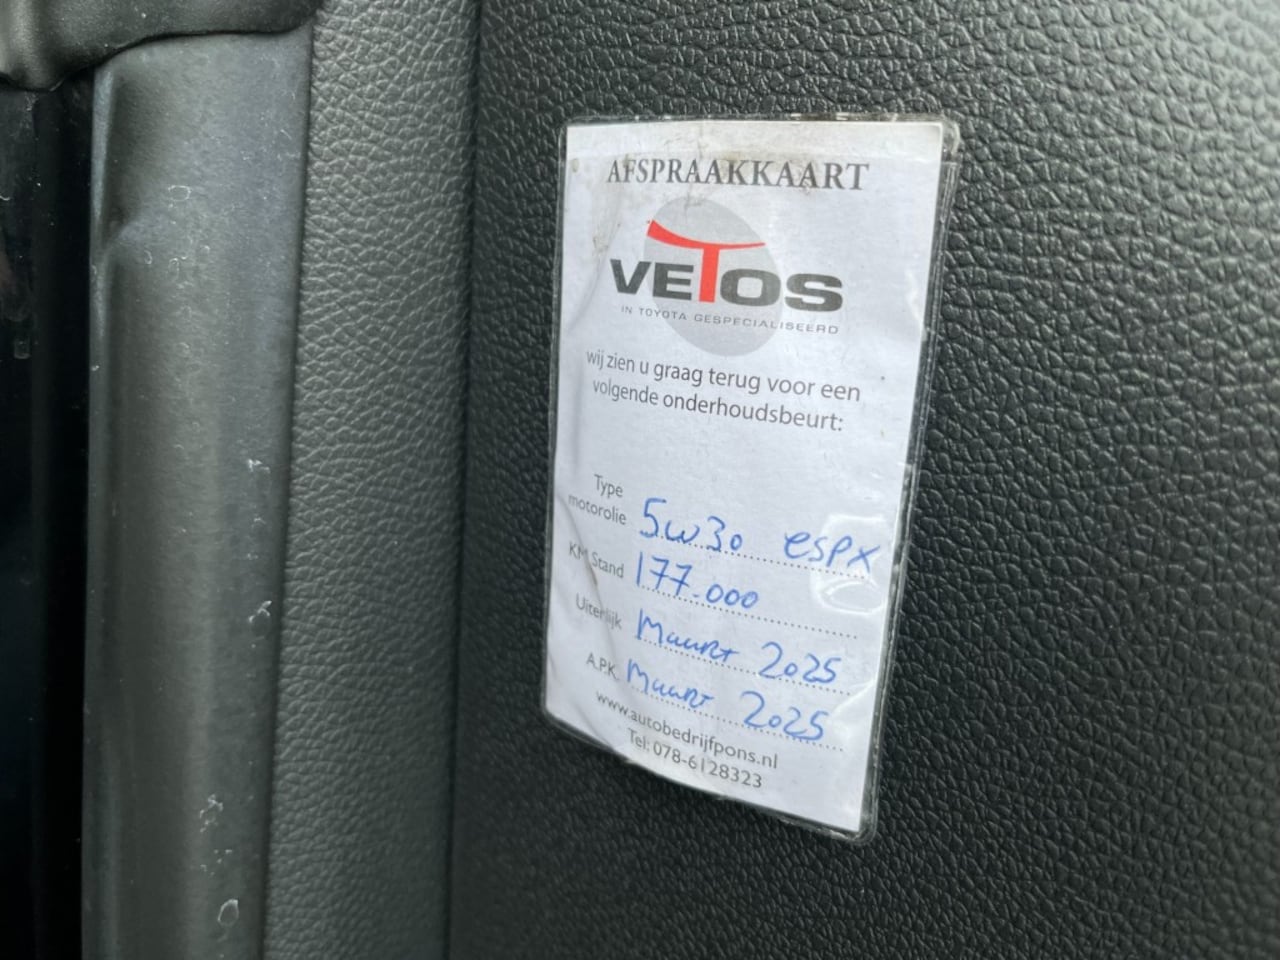 AFSPRAAKKAART
VETOS
IN TOYOTA GESPECIALISEERD
wij zien u graag terug voor een
volgende onderhoudsbeurt:
Type
motorolie 5W30 ESPX
KM Stand 177.000
Uiterlijk Maart 2025
A.P.K. Maart 2025
www.autobedrijfpons.nl
Tel: 078-6128323